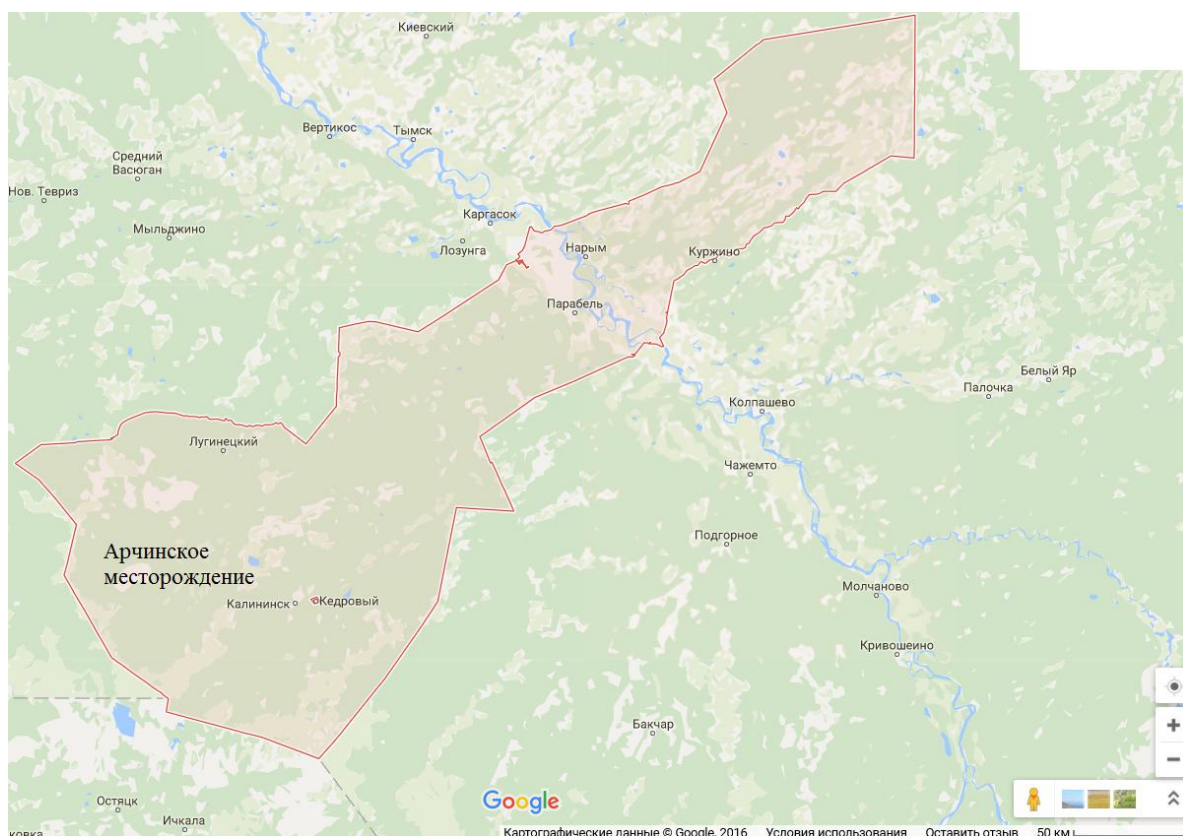 Киевский
Вертикос
Тымск
Средний
Васюган
Нов. Тевриз
Каргасок
Мыльджино
Лозунга
Нарым
Куржино
Парабель
Белый Яр
Палочка
Колпашево
Лугинецкий
Чажемто
Подгорное
Арчинское
месторождение
Калининск
Кедровый
Молчаново
Кривошеино
Бакчар
Остяцк
Ичкала
Google
Картографические данные © Google, 2016 Условия использования Оставить отзыв 50 км